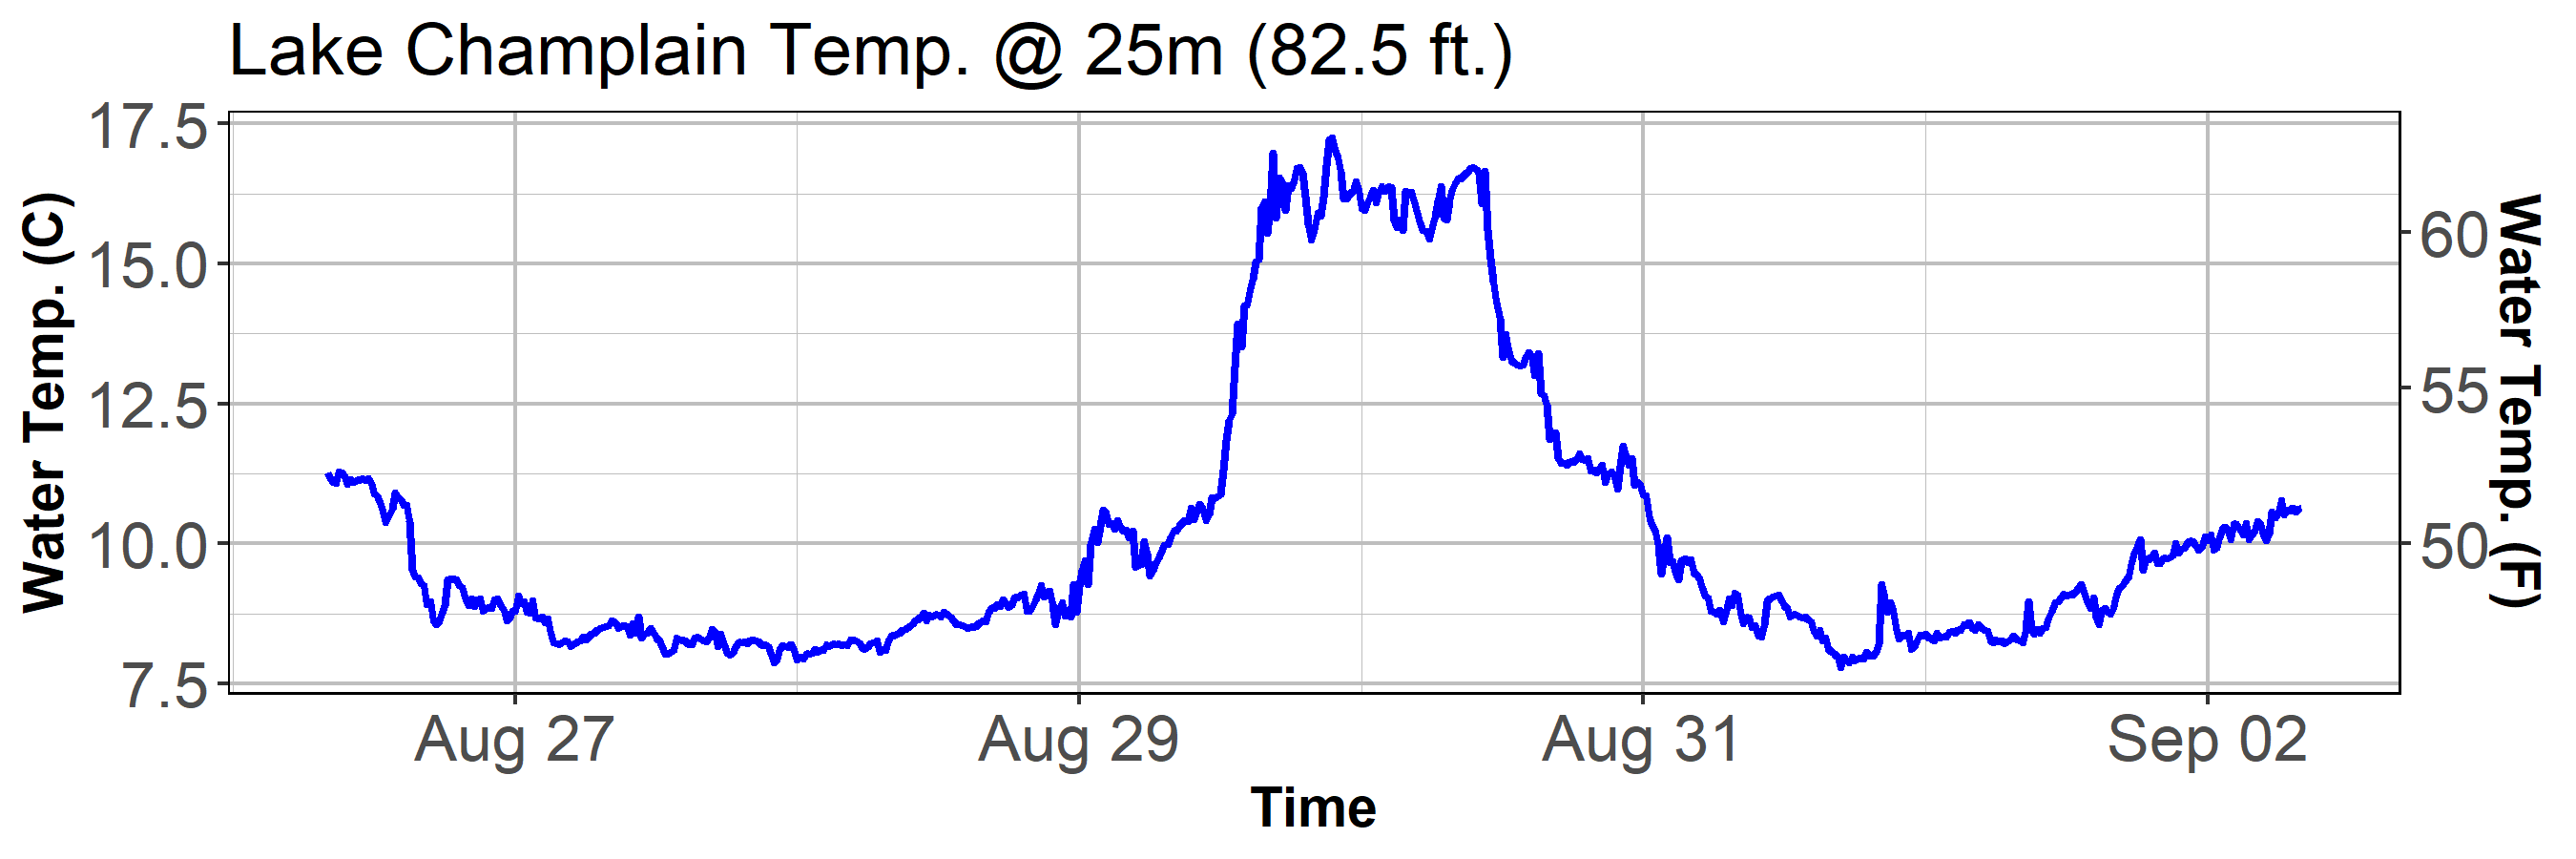 Lake Champlain Temp. @ 25m (82.5 ft.)
Water Temp. (C)
17.5
15.0
12.5
10.0
7.5
60
55
50
Water Temp. (F)
Aug 27
Aug 29
Aug 31
Sep 02
Time